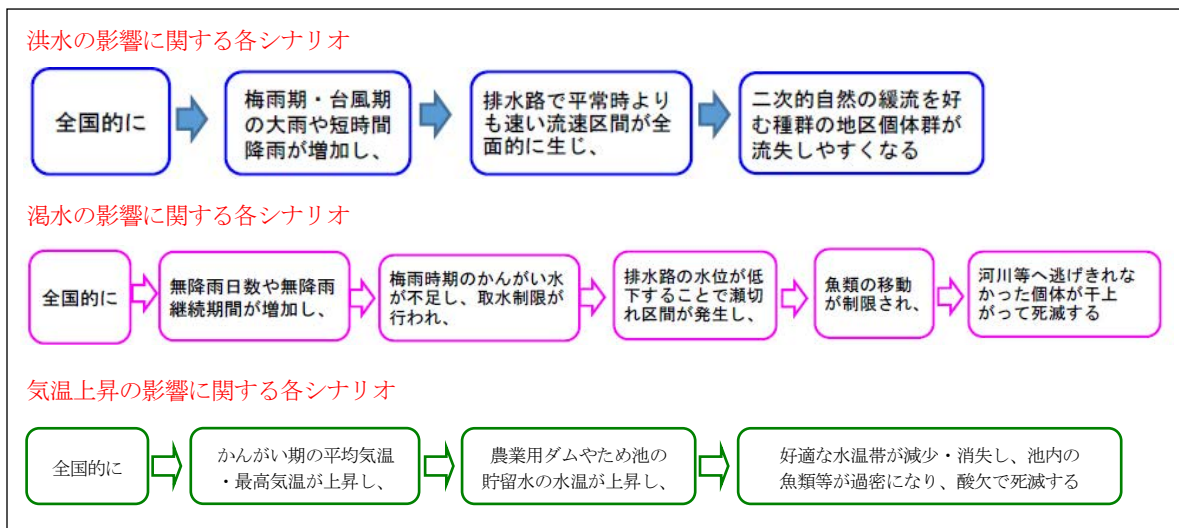 洪水の影響に関する各シナリオ
全国的に
梅雨期・台風期
の大雨や短時間
降雨が増加し、
排水路で平常時より
も速い流速区間が全
面的に生じ、
二次的自然の緩流を好
む種群の地区個体群が
流失しやすくなる
渇水の影響に関する各シナリオ
全国的に
無降雨日数や無降雨
継続期間が増加し、
梅雨時期のかんがい水
が不足し、取水制限が
行われ、
排水路の水位が低
下することで瀬切
れ区間が発生し、
魚類の移動
が制限され、
河川等へ逃げきれな
かった個体が干上
がって死滅する
気温上昇の影響に関する各シナリオ
全国的に
かんがい期の平均気温
・最高気温が上昇し、
農業用ダムやため池の
貯留水の水温が上昇し、
好適な水温帯が減少・消失し、池内の
魚類等が過密になり、酸欠で死滅する